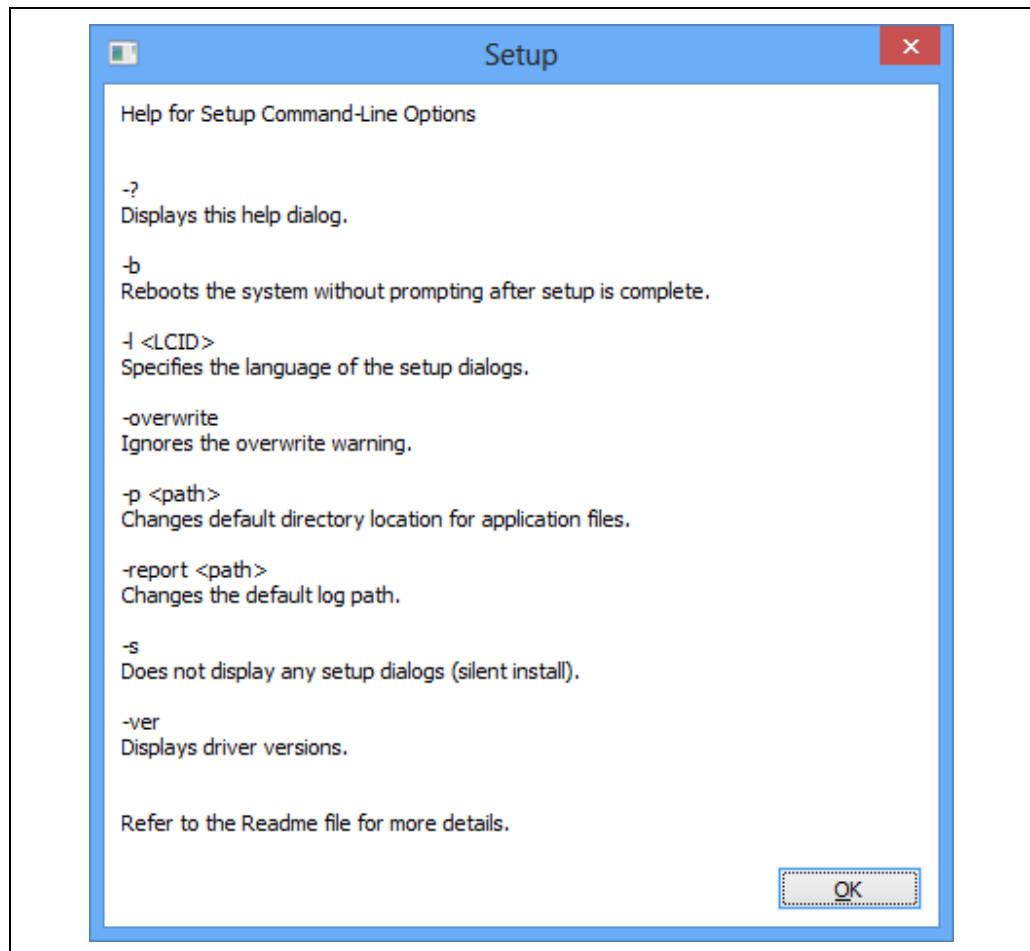 Setup
Help for Setup Command-Line Options
-?
Displays this help dialog.
-b
Reboots the system without prompting after setup is complete.
-l <LCID>
Specifies the language of the setup dialogs.
-overwrite
Ignores the overwrite warning.
-p <path>
Changes default directory location for application files.
-report <path>
Changes the default log path.
-s
Does not display any setup dialogs (silent install).
-ver
Displays driver versions.
Refer to the Readme file for more details.
OK